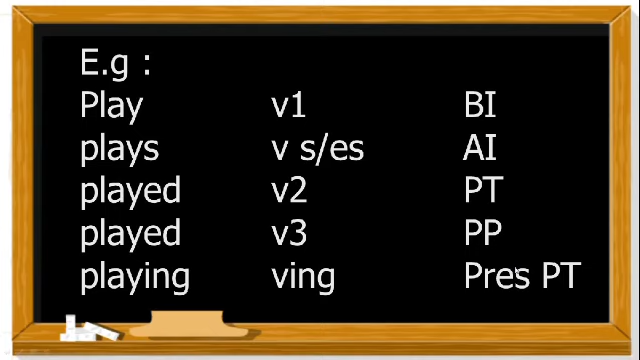 E.g :
Play v1 BI
plays v s/es AI
played v2 PT
played v3 PP
playing ving Pres PT